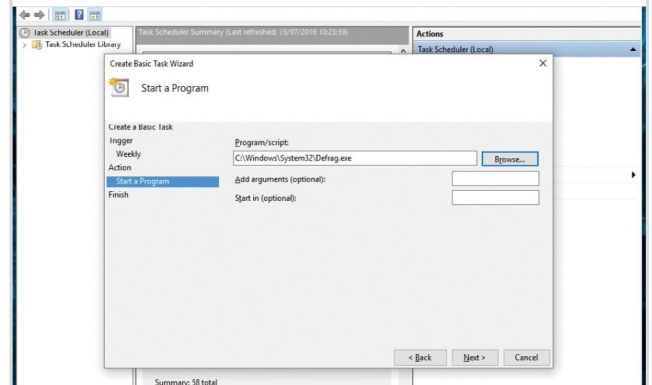 Task Scheduler (Local)
Task Scheduler Library
Task Scheduler Summary (Last refreshed: 13/07/2016 10:23:39)
Actions
Task Scheduler (Local)
Create Basic Task Wizard
Start a Program
Create a Basic Task
Trigger
Weekly
Action
Start a Program
Finish
Program/script:
C:\Windows\System32\Defrag.exe
Browse...
Add arguments (optional):
Start in (optional):
< Back
Next >
Cancel
Summary: 58 total